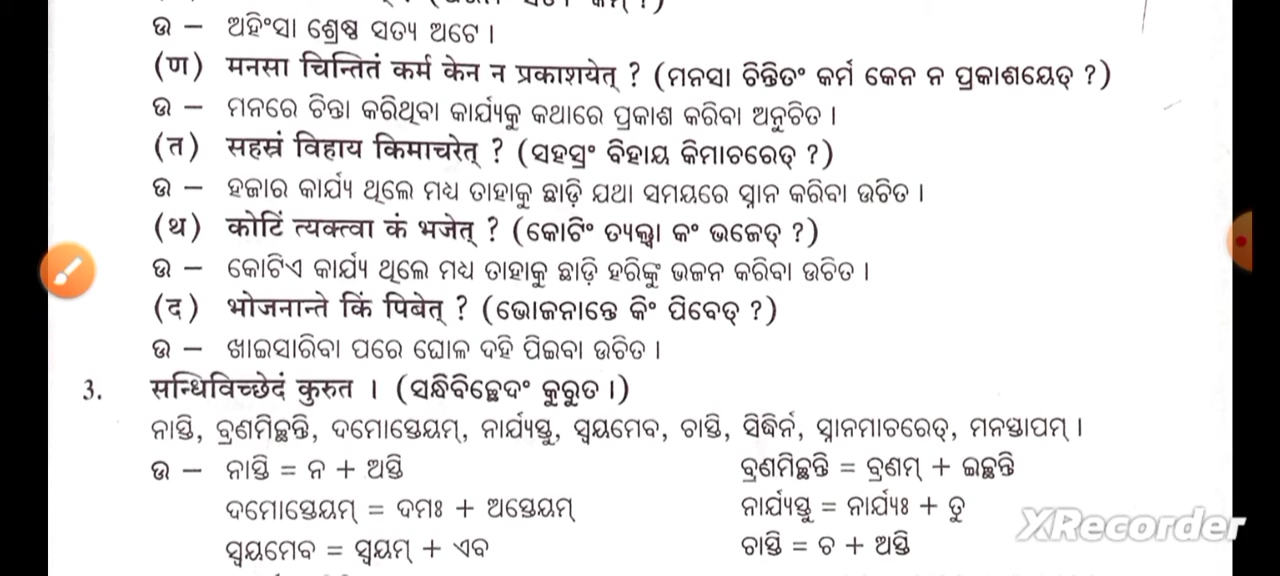 ଉ – ଅହିଂସା ଶ୍ରେଷ୍ଠ ସତ୍ୟ ଅଟେ ।
(ण) मनसा चिन्तितं कर्म केन न प्रकाशयेत् ? (ମନସା ଚିନ୍ତିତଂ କର୍ମ କେନ ନ ପ୍ରକାଶୟେତ୍ ?)
ଉ – ମନରେ ଚିନ୍ତା କରିଥିବା କାର୍ଯ୍ୟକୁ କଥାରେ ପ୍ରକାଶ କରିବା ଅନୁଚିତ ।
(त) सहस्रं विहाय किमाचरेत् ? (ସହସ୍ରଂ ବିହାୟ କିମାଚରେତ୍ ?)
ଉ – ହଜାର କାର୍ଯ୍ୟ ଥିଲେ ମଧ୍ୟ ତାହାକୁ ଛାଡ଼ି ଯଥା ସମୟରେ ସ୍ନାନ କରିବା ଉଚିତ ।
(थ) कोटिं त्यक्त्वा कं भजेत् ? (କୋଟିଂ ତ୍ୟକ୍ତ୍ୱା କଂ ଭଜେତ୍ ?)
ଉ – କୋଟିଏ କାର୍ଯ୍ୟ ଥିଲେ ମଧ୍ୟ ତାହାକୁ ଛାଡ଼ି ହରିଙ୍କୁ ଭଜନ କରିବା ଉଚିତ ।
(द) भोजनान्ते किं पिबेत् ? (ଭୋଜନାନ୍ତେ କିଂ ପିବେତ୍ ?)
ଉ – ଖାଇସାରିବା ପରେ ଘୋଳ ଦହି ପିଇବା ଉଚିତ ।
3. सन्धिविच्छेदं कुरुत । (ସନ୍ଧିବିଚ୍ଛେଦଂ କୁରୁତ ।)
ନାସ୍ତି, ବ୍ରଣମିଚ୍ଛନ୍ତି, ଦମୋସ୍ତେୟମ୍, ନାର୍ଯ୍ୟସ୍ତୁ, ସ୍ୱୟମେବ, ଚାସ୍ତି, ସିଦ୍ଧିର୍ନ, ସ୍ନାନମାଚରେତ୍, ମନସ୍ତାପମ୍ ।
ଉ – ନାସ୍ତି = ନ + ଅସ୍ତି ବ୍ରଣମିଚ୍ଛନ୍ତି = ବ୍ରଣମ୍ + ଇଚ୍ଛନ୍ତି
ଦମୋସ୍ତେୟମ୍ = ଦମଃ + ଅସ୍ତେୟମ୍ ନାର୍ଯ୍ୟସ୍ତୁ = ନାର୍ଯ୍ୟଃ + ତୁ
ସ୍ୱୟମେବ = ସ୍ୱୟମ୍ + ଏବ ଚାସ୍ତି = ଚ + ଅସ୍ତି
XRecorder